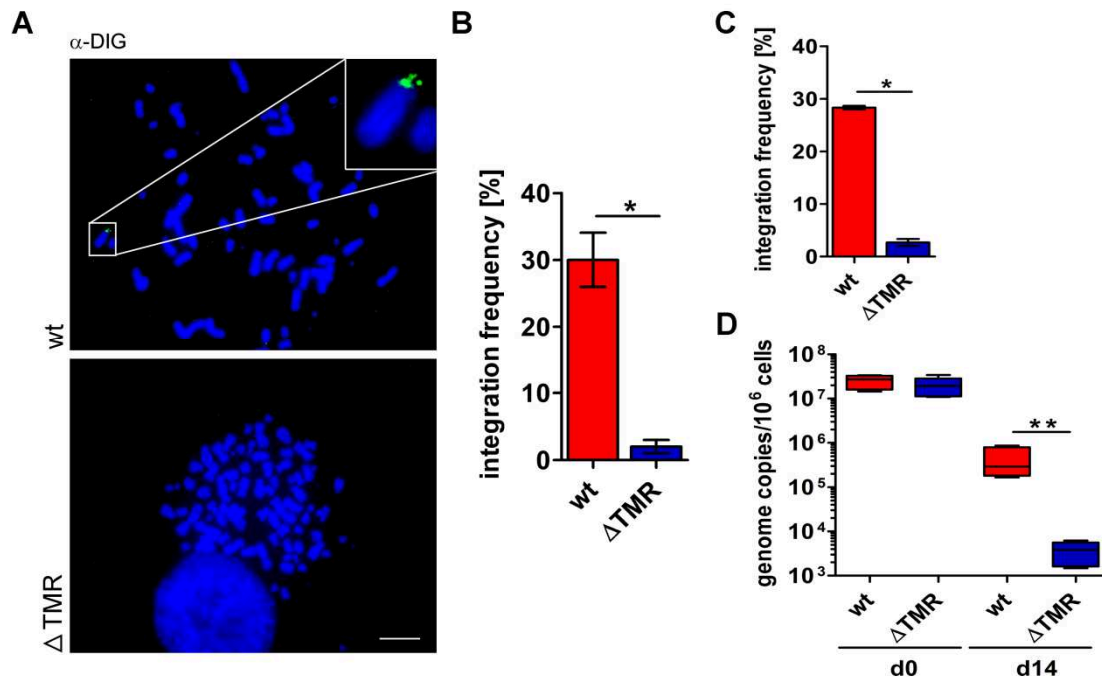 A
α-DIG
wt
ΔTMR
B
integration frequency [%]
40
30
20
10
0
*
wt
ΔTMR
C
integration frequency [%]
40
30
20
10
0
*
wt
ΔTMR
D
genome copies/10⁶ cells
10⁸
10⁷
10⁶
10⁵
10⁴
10³
**
wt
ΔTMR
wt
ΔTMR
d0
d14